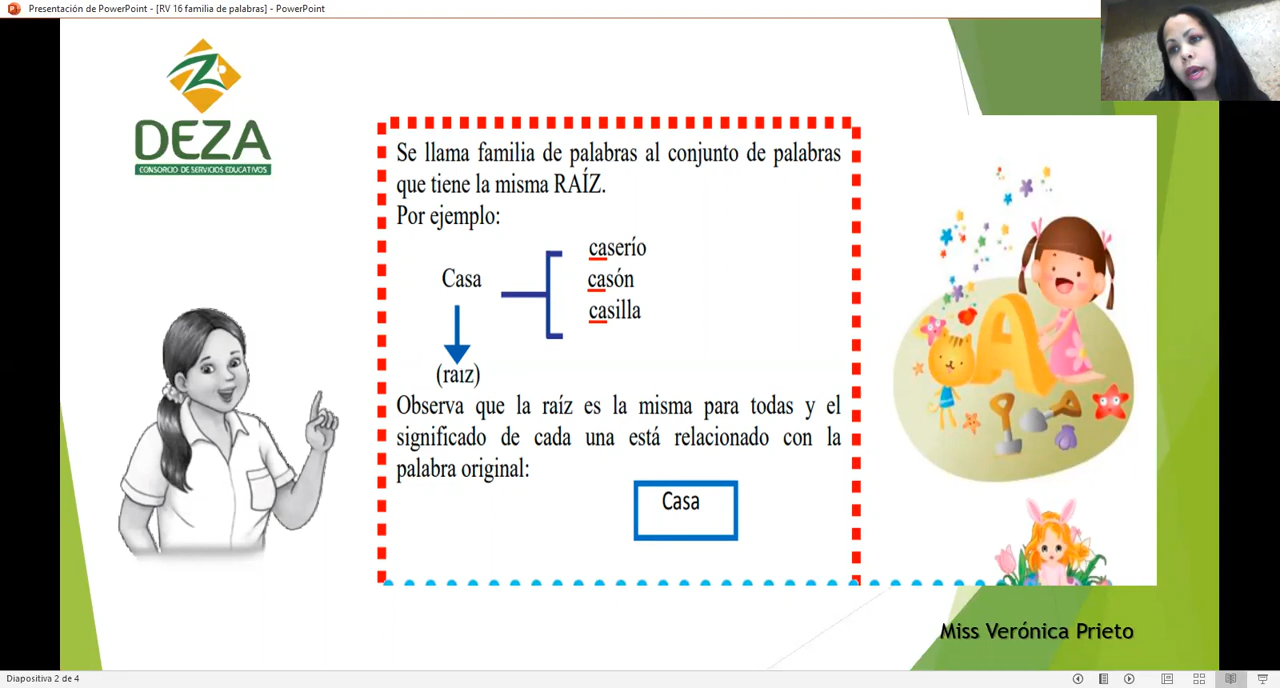 Presentación de PowerPoint - [RV 16 familia de palabras] - PowerPoint
DEZA
CONSORCIO DE SERVICIOS EDUCATIVOS
Se llama familia de palabras al conjunto de palabras
que tiene la misma RAÍZ.
Por ejemplo:
caserío
Casa
casón
casilla
(raız)
Observa que la raíz es la misma para todas y el
significado de cada una está relacionado con la
palabra original:
Casa
A
Miss Verónica Prieto
Diapositiva 2 de 4